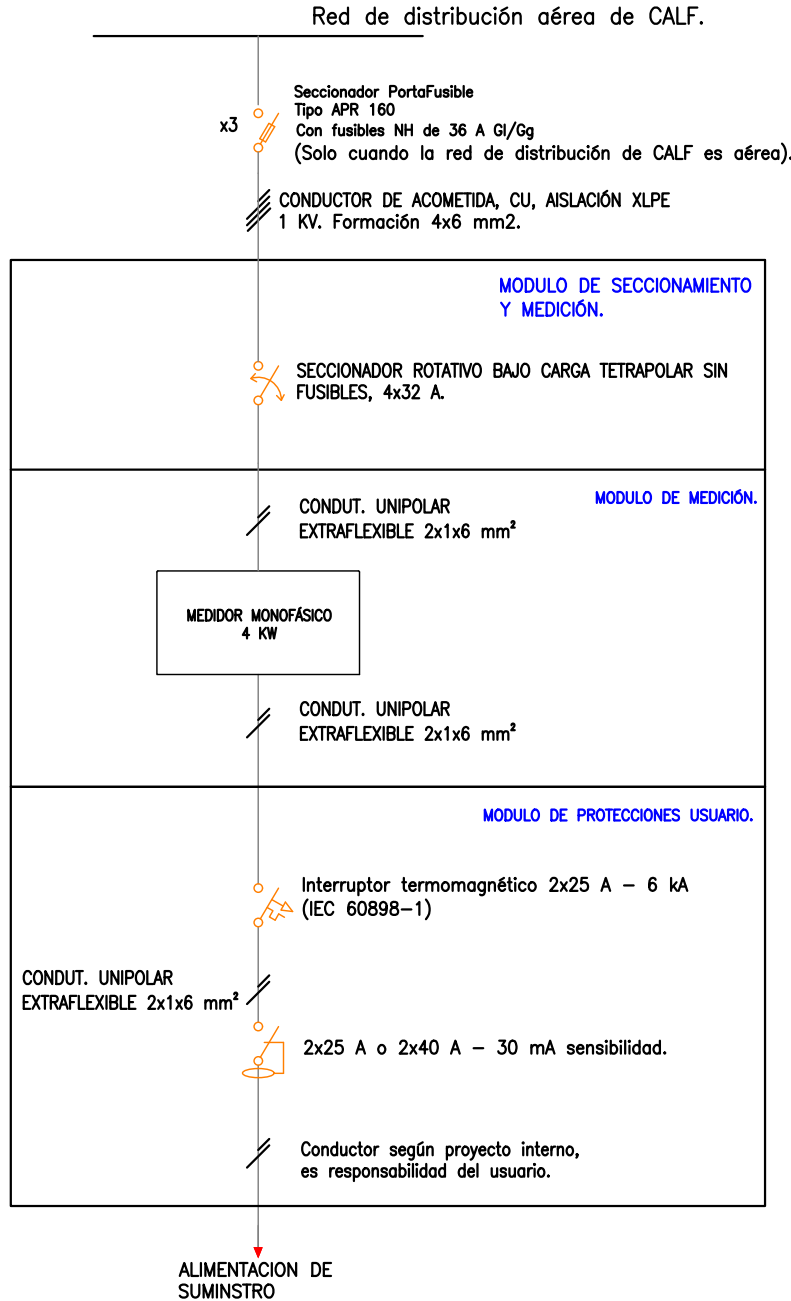 Red de distribución aérea de CALF.
x3
Seccionador PortaFusible
Tipo APR 160
Con fusibles NH de 36 A Gl/Gg
(Solo cuando la red de distribución de CALF es aérea).
CONDUCTOR DE ACOMETIDA, CU, AISLACIÓN XLPE
1 KV. Formación 4x6 mm2.
MODULO DE SECCIONAMIENTO
Y MEDICIÓN.
SECCIONADOR ROTATIVO BAJO CARGA TETRAPOLAR SIN
FUSIBLES, 4x32 A.
MODULO DE MEDICIÓN.
CONDUT. UNIPOLAR
EXTRAFLEXIBLE 2x1x6 mm²
MEDIDOR MONOFÁSICO
4 KW
CONDUT. UNIPOLAR
EXTRAFLEXIBLE 2x1x6 mm²
MODULO DE PROTECCIONES USUARIO.
Interruptor termomagnético 2x25 A – 6 kA
(IEC 60898–1)
CONDUT. UNIPOLAR
EXTRAFLEXIBLE 2x1x6 mm²
2x25 A o 2x40 A – 30 mA sensibilidad.
Conductor según proyecto interno,
es responsabilidad del usuario.
ALIMENTACION DE
SUMINSTRO